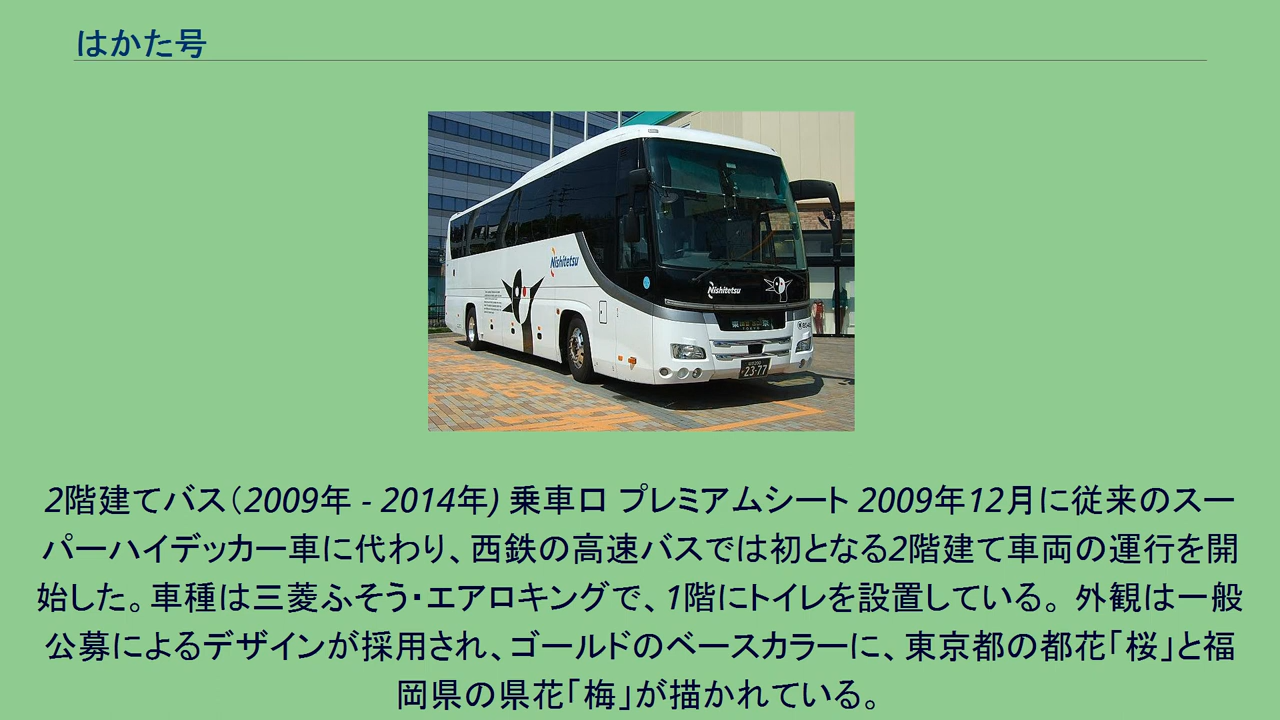 はかた号
Nishitetsu
Nishitetsu
23-77
2階建てバス（2009年 - 2014年) 乗車口 プレミアムシート 2009年12月に従来のスー
パーハイデッカー車に代わり、西鉄の高速バスでは初となる2階建て車両の運行を開
始した。車種は三菱ふそう・エアロキングで、1階にトイレを設置している。 外観は一般
公募によるデザインが採用され、ゴールドのベースカラーに、東京都の都花「桜」と福
岡県の県花「梅」が描かれている。